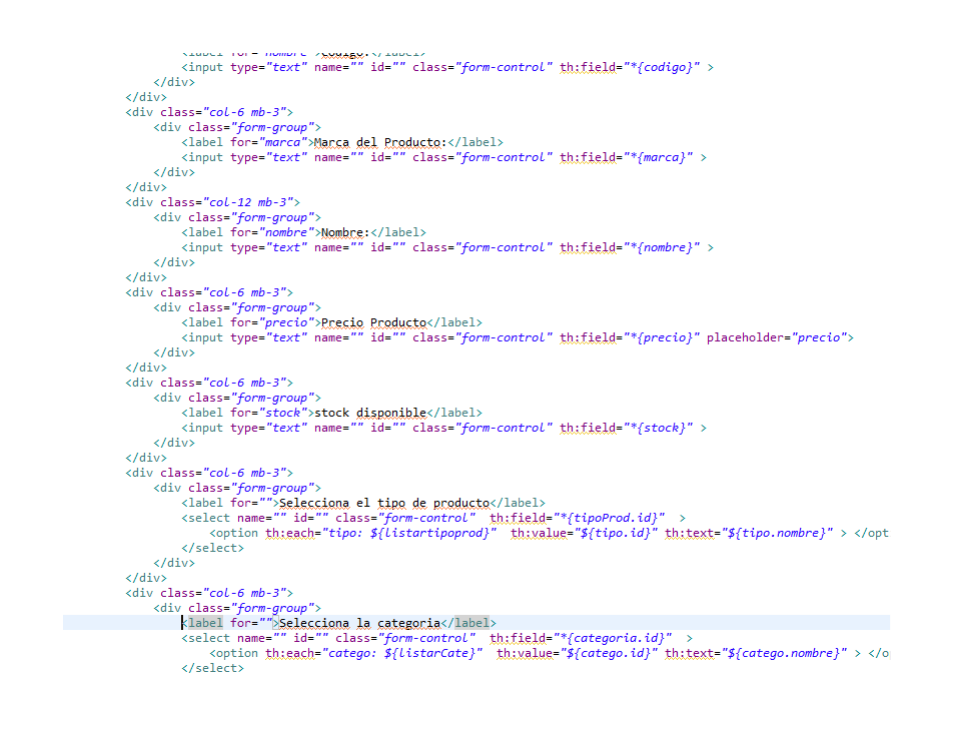 <label for="nombre">Codigo:</label>
<input type="text" name="" id="" class="form-control" th:field="*{codigo}" >
</div>
</div>
<div class="col-6 mb-3">
<div class="form-group">
<label for="marca">Marca del Producto:</label>
<input type="text" name="" id="" class="form-control" th:field="*{marca}" >
</div>
</div>
<div class="col-12 mb-3">
<div class="form-group">
<label for="nombre">Nombre:</label>
<input type="text" name="" id="" class="form-control" th:field="*{nombre}" >
</div>
</div>
<div class="col-6 mb-3">
<div class="form-group">
<label for="precio">Precio Producto</label>
<input type="text" name="" id="" class="form-control" th:field="*{precio}" placeholder="precio">
</div>
</div>
<div class="col-6 mb-3">
<div class="form-group">
<label for="stock">stock disponible</label>
<input type="text" name="" id="" class="form-control" th:field="*{stock}" >
</div>
</div>
<div class="col-6 mb-3">
<div class="form-group">
<label for="">Selecciona el tipo de producto</label>
<select name="" id="" class="form-control"  th:field="*{tipoProd.id}"  >
<option th:each="tipo: ${listartipoprod}"  th:value="${tipo.id}" th:text="${tipo.nombre}" > </opt
</select>
</div>
</div>
<div class="col-6 mb-3">
<div class="form-group">
<label for="">Selecciona la categoria</label>
<select name="" id="" class="form-control"  th:field="*{categoria.id}"  >
<option th:each="catego: ${listarCate}"  th:value="${catego.id}" th:text="${catego.nombre}" > </o
</select>